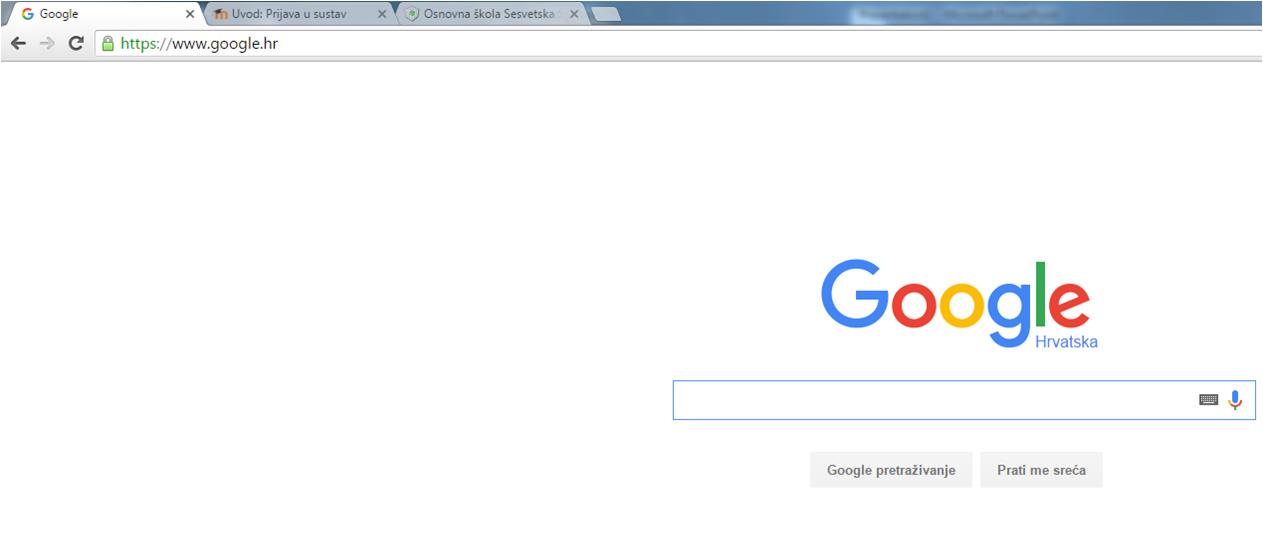 Google
Uvod: Prijava u sustav
Osnovna škola Sesvetska
https://www.google.hr
Google
Hrvatska
Google pretraživanje
Prati me sreća